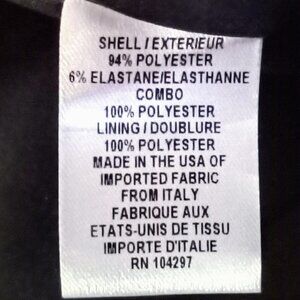 SHELL / EXTERIEUR
94% POLYESTER
6% ELASTANE/ELASTHANNE
COMBO
100% POLYESTER
LINING / DOUBLURE
100% POLYESTER
MADE IN THE USA OF
IMPORTED FABRIC
FROM ITALY
FABRIQUE AUX
ETATS-UNIS DE TISSU
IMPORTE D'ITALIE
RN 104297